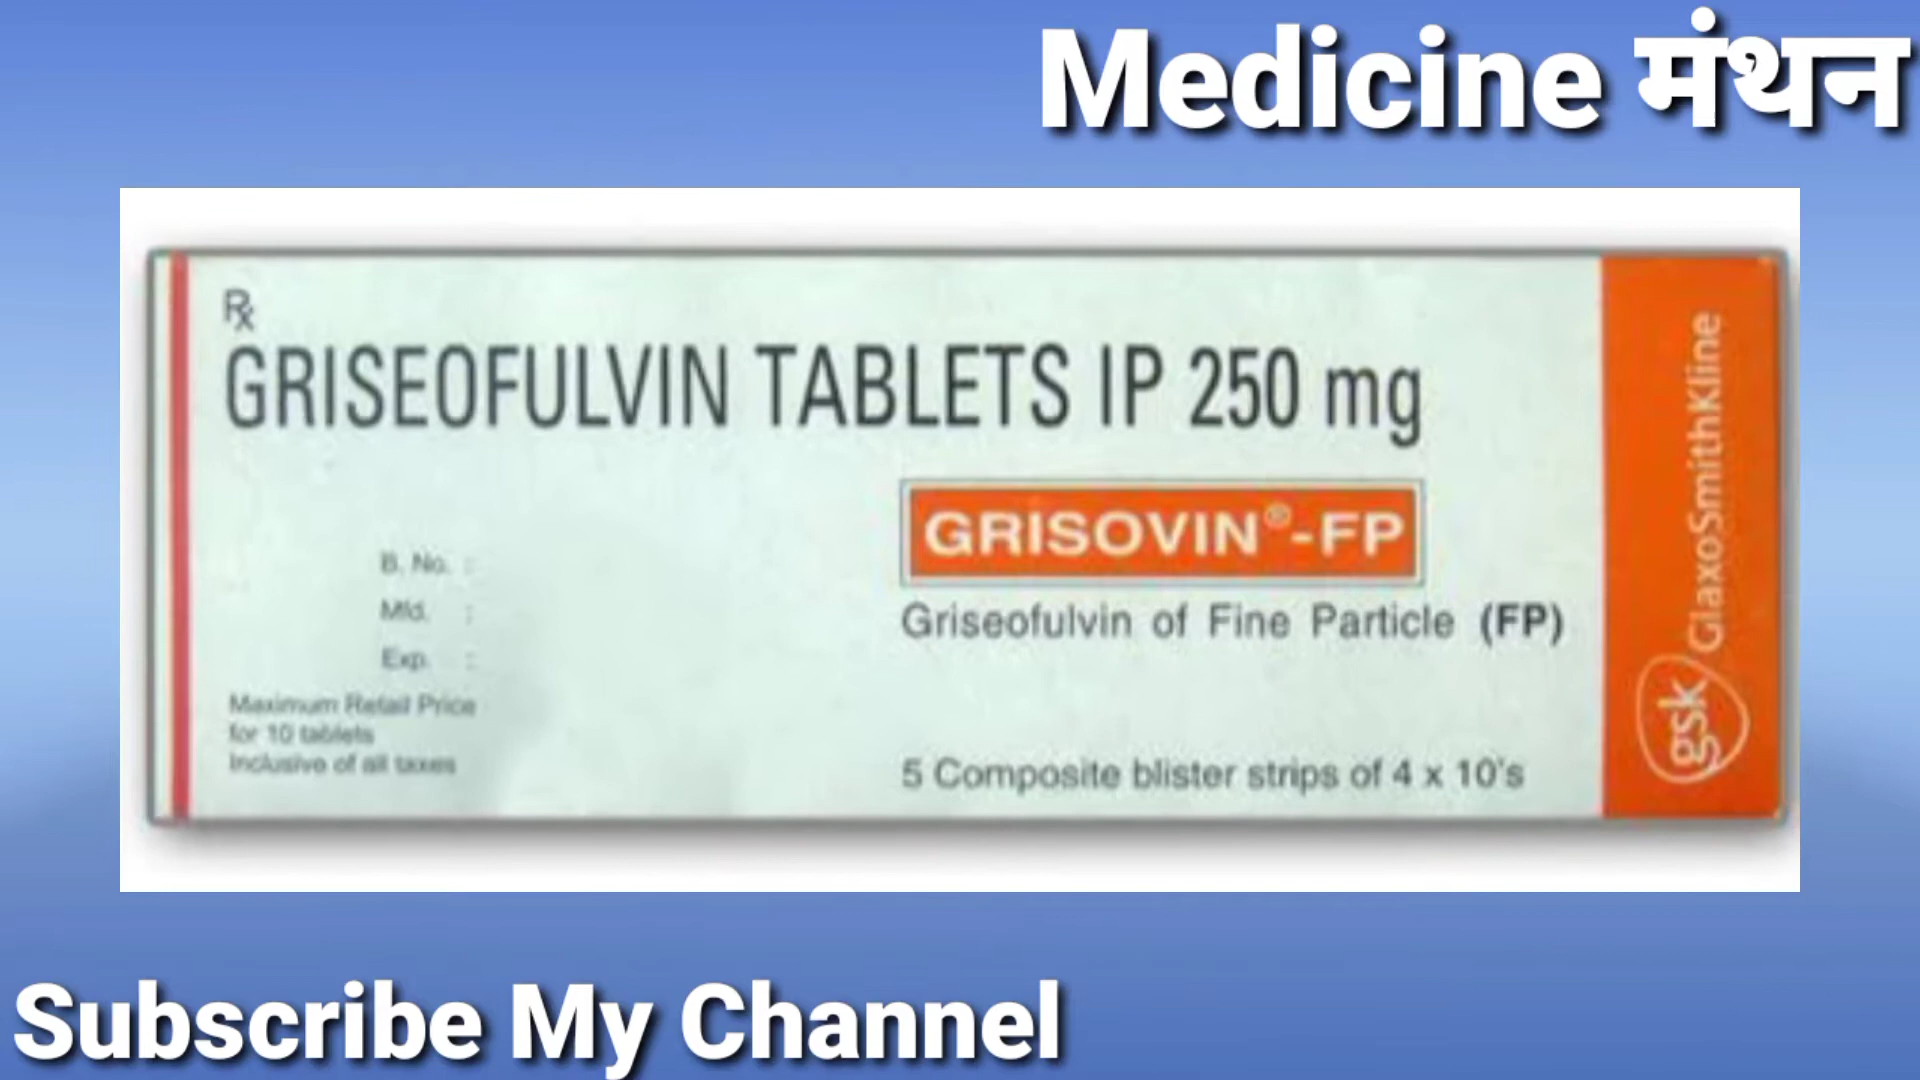 Medicine मंथन
Rx
GRISEOFULVIN TABLETS IP 250 mg
GRISOVIN®-FP
Griseofulvin of Fine Particle (FP)
B. No. :
Mfd. :
Exp. :
Maximum Retail Price
for 10 tablets
Inclusive of all taxes
5 Composite blister strips of 4 x 10's
gsk GlaxoSmithKline
Subscribe My Channel